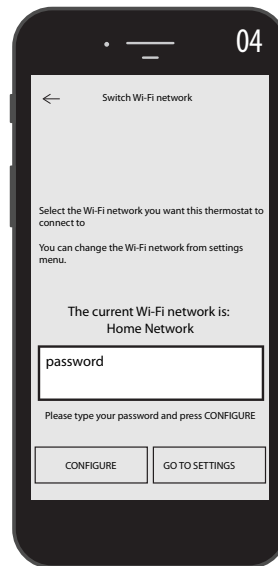 04
Switch Wi-Fi network
Select the Wi-Fi network you want this thermostat to
connect to
You can change the Wi-Fi network from settings
menu.
The current Wi-Fi network is:
Home Network
password
Please type your password and press CONFIGURE
CONFIGURE
GO TO SETTINGS